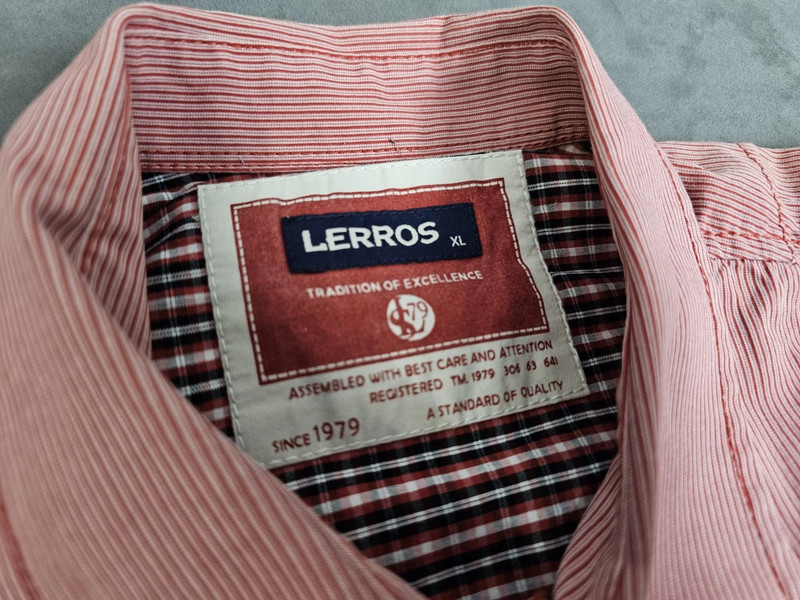 LERROS XL
TRADITION OF EXCELLENCE
79
ASSEMBLED WITH BEST CARE AND ATTENTION
REGISTERED TM. 1979 306 63 641
A STANDARD OF QUALITY
SINCE 1979